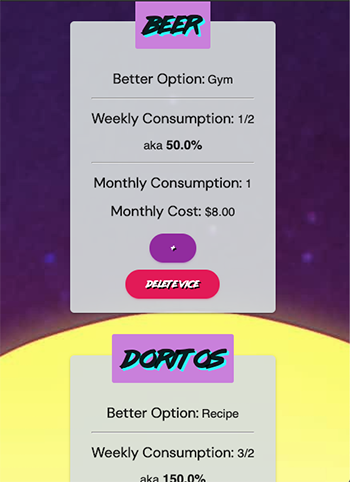 BEER
Better Option: Gym
Weekly Consumption: 1/2
aka 50.0%
Monthly Consumption: 1
Monthly Cost: $8.00
+
DELETE VICE
DORITOS
Better Option: Recipe
Weekly Consumption: 3/2
aka 150.0%